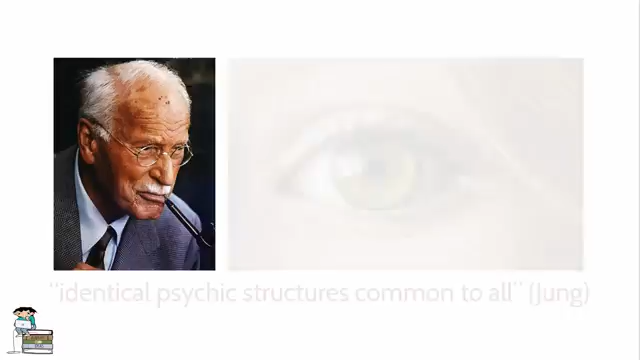 “identical psychic structures common to all” (Jung)